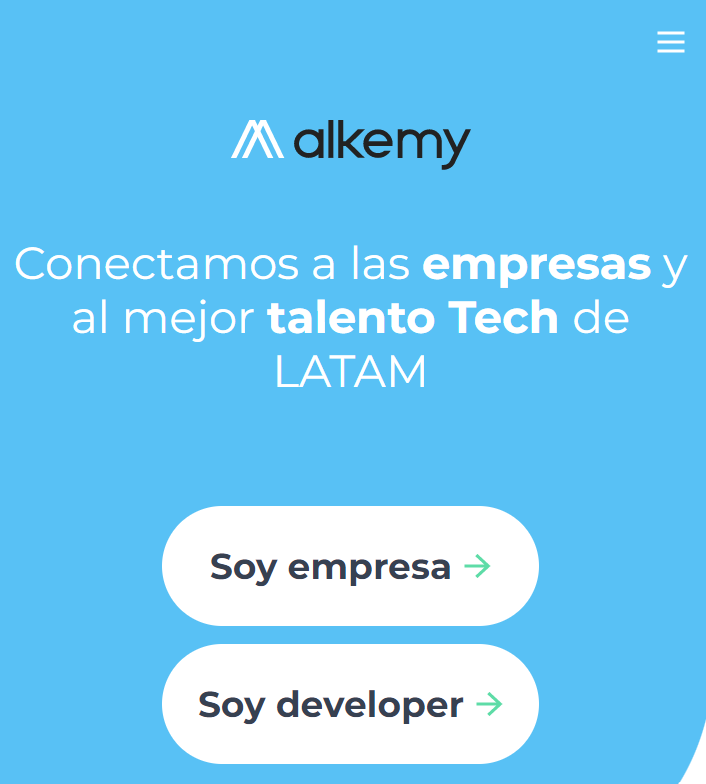 alkemy
Conectamos a las empresas y
al mejor talento Tech de
LATAM
Soy empresa
Soy developer